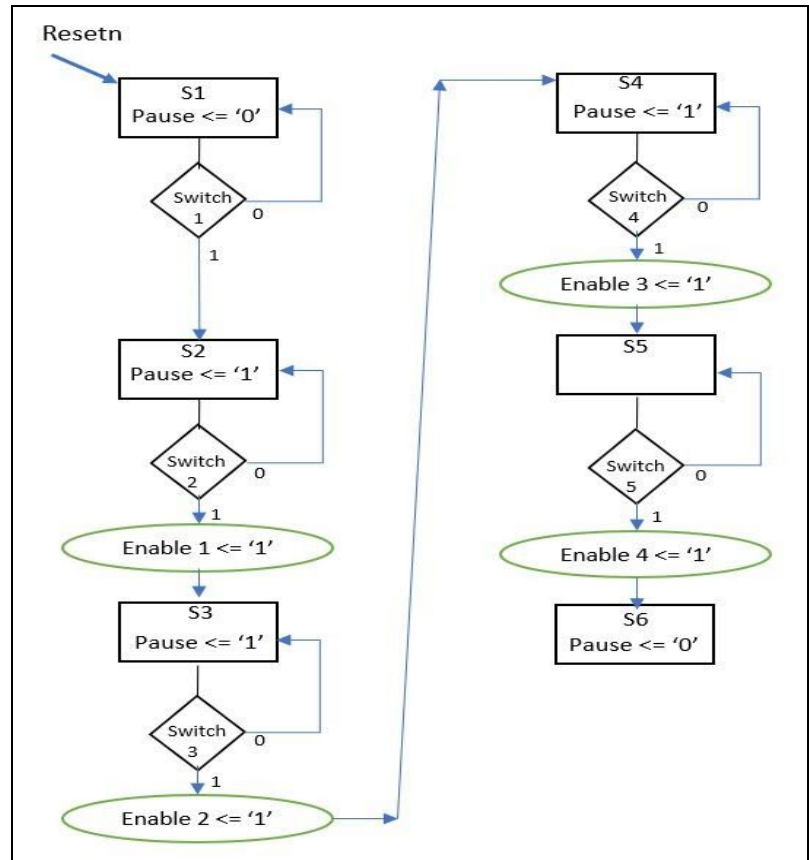 Resetn
S1
Pause <= ‘0’
Switch
1
0
1
S2
Pause <= ‘1’
Switch
2
0
1
Enable 1 <= ‘1’
S3
Pause <= ‘1’
Switch
3
0
1
Enable 2 <= ‘1’
S4
Pause <= ‘1’
Switch
4
0
1
Enable 3 <= ‘1’
S5
Switch
5
0
1
Enable 4 <= ‘1’
S6
Pause <= ‘0’